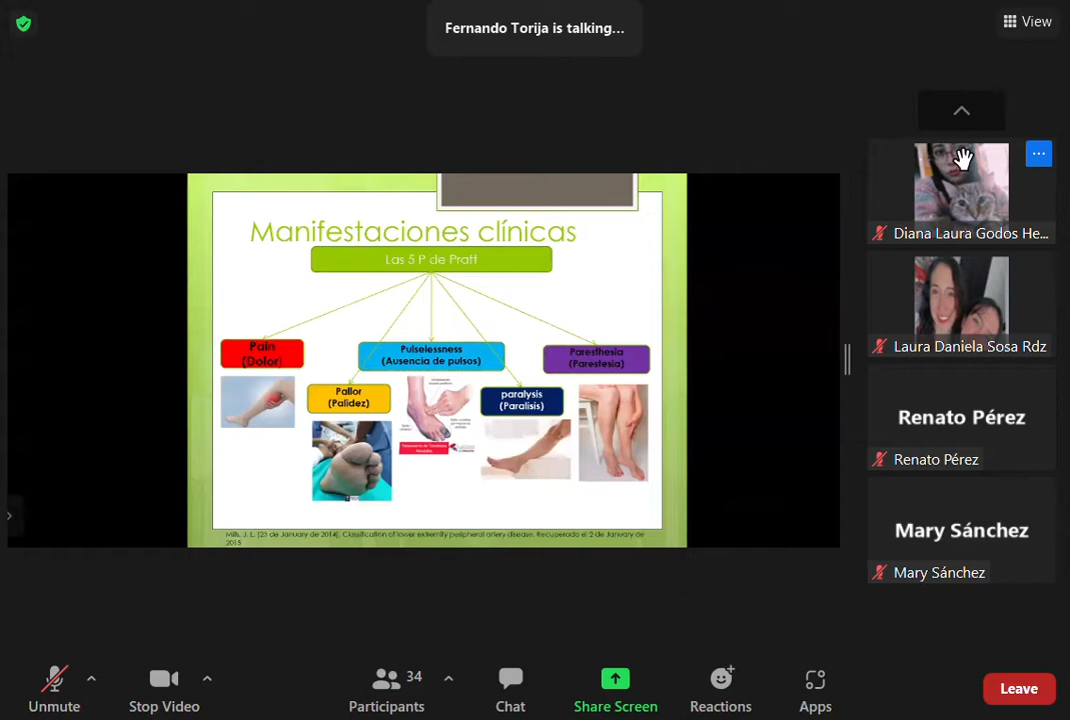 Fernando Torija is talking...
View
Manifestaciones clínicas
Las 5 P de Pratt
Pain
(Dolor)
Pulselessness
(Ausencia de pulsos)
Paresthesia
(Parestesia)
Pallor
(Palidez)
paralysis
(Paralisis)
Mills, J. L. (23 de January de 2014). Classification of lower extremity peripheral artery disease. Recuperado el 2 de January de
2015
Diana Laura Godos He...
Laura Daniela Sosa Rdz
Renato Pérez
Renato Pérez
Mary Sánchez
Mary Sánchez
Unmute
Stop Video
34
Participants
Chat
Share Screen
Reactions
Apps
Leave